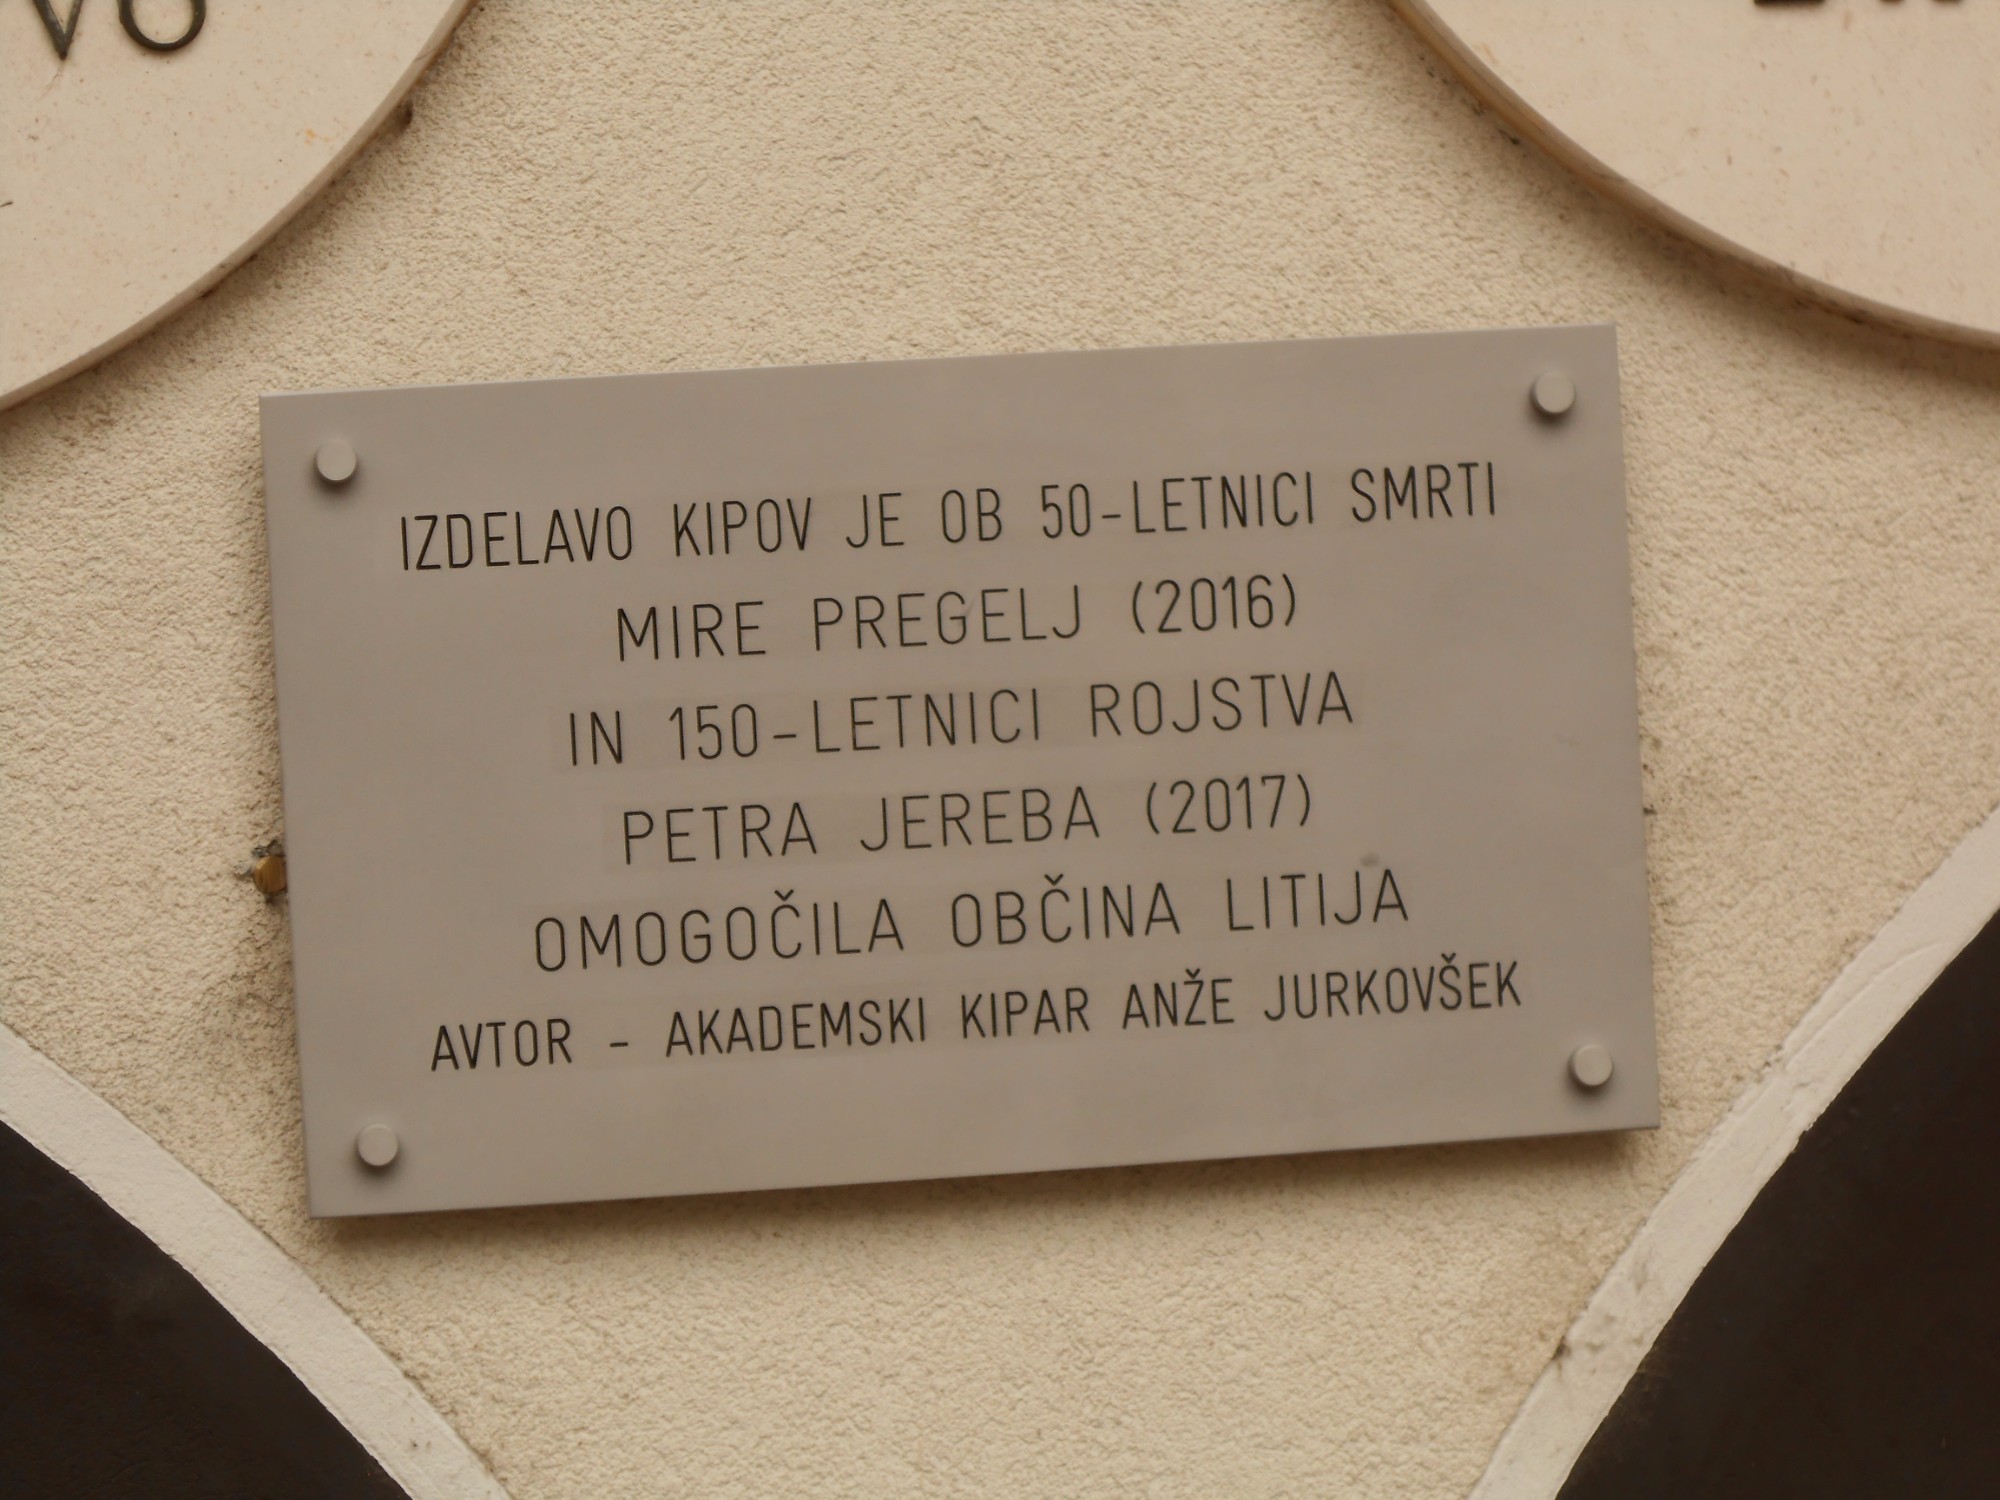 VO
IZDELAVO KIPOV JE OB 50-LETNICI SMRTI
MIRE PREGELJ (2016)
IN 150-LETNICI ROJSTVA
PETRA JEREBA (2017)
OMOGOČILA OBČINA LITIJA
AVTOR - AKADEMSKI KIPAR ANŽE JURKOVŠEK